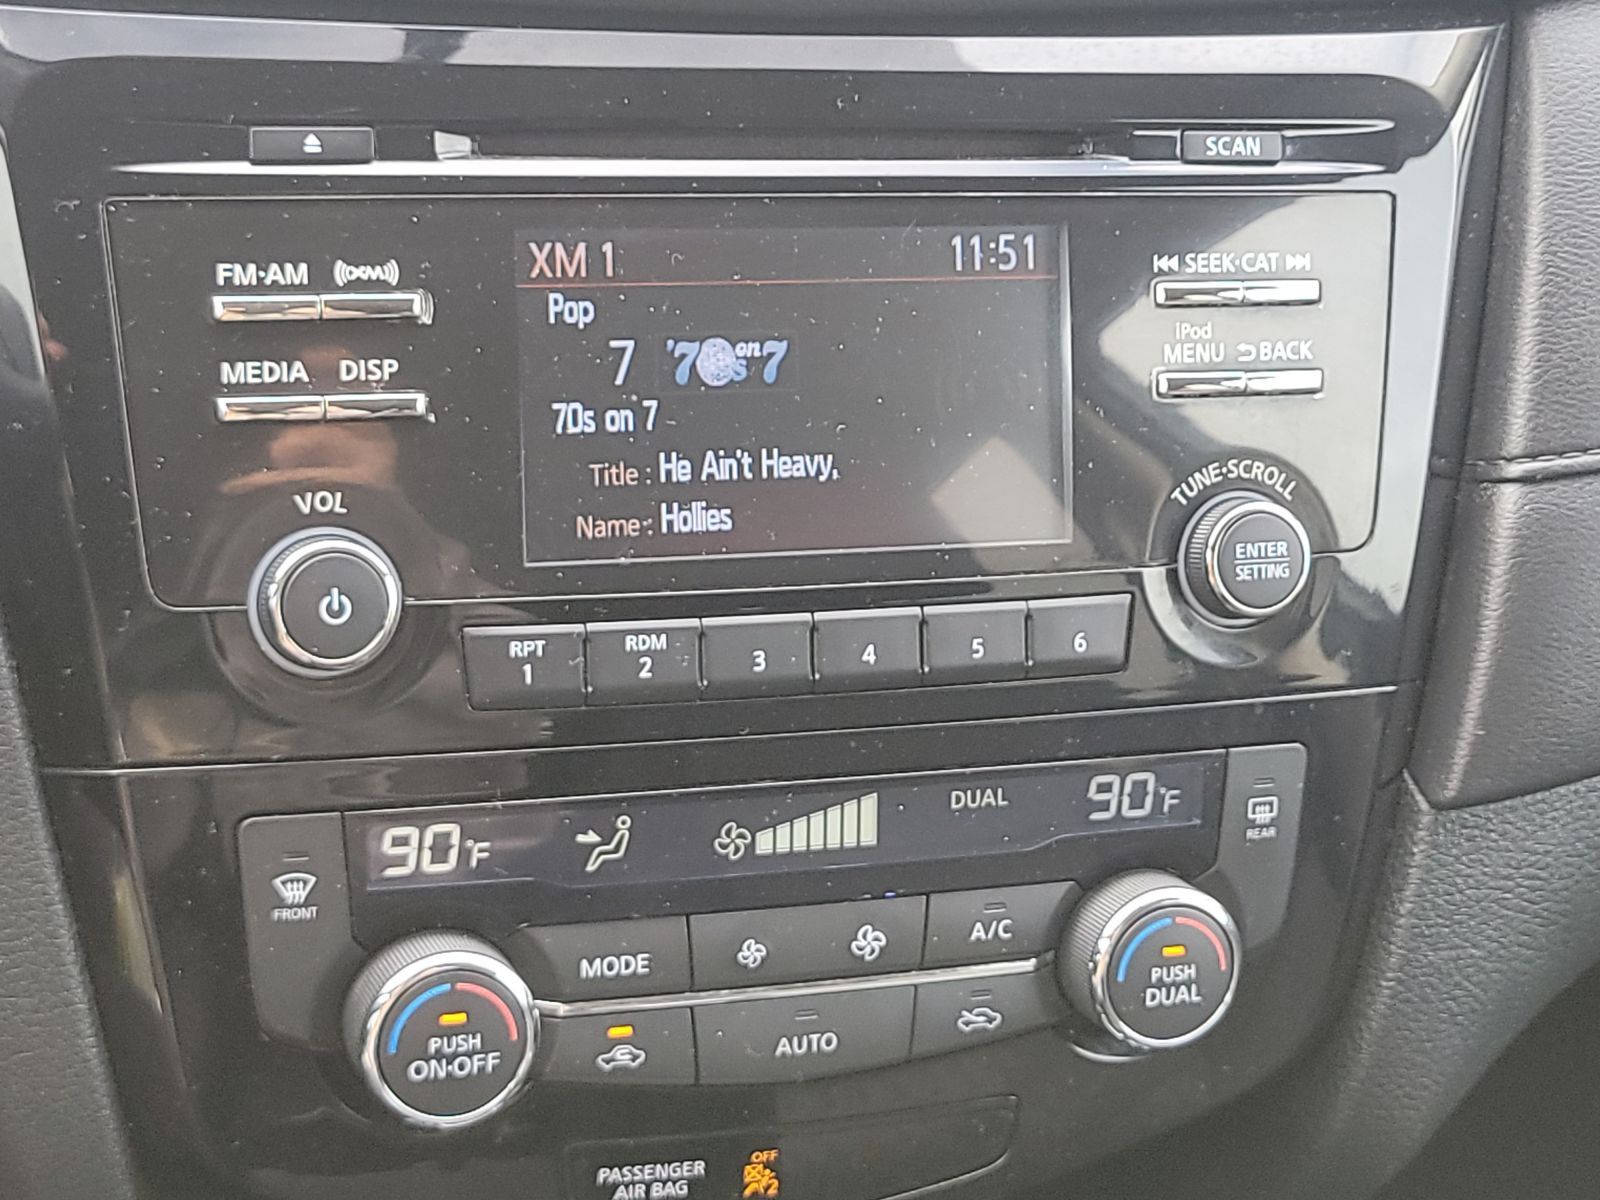 SCAN
FM·AM
((XM))
MEDIA DISP
VOL
XM 1 11:51
Pop
7 '70s on 7
70s on 7
Title : He Ain't Heavy,
Name : Hollies
SEEK·CAT
iPod
MENU BACK
TUNE·SCROLL
ENTER
SETTING
RPT
1
RDM
2
3
4
5
6
90°F
DUAL
90°F
FRONT
REAR
MODE
A/C
PUSH
ON·OFF
AUTO
PUSH
DUAL
PASSENGER
AIR BAG
OFF
2